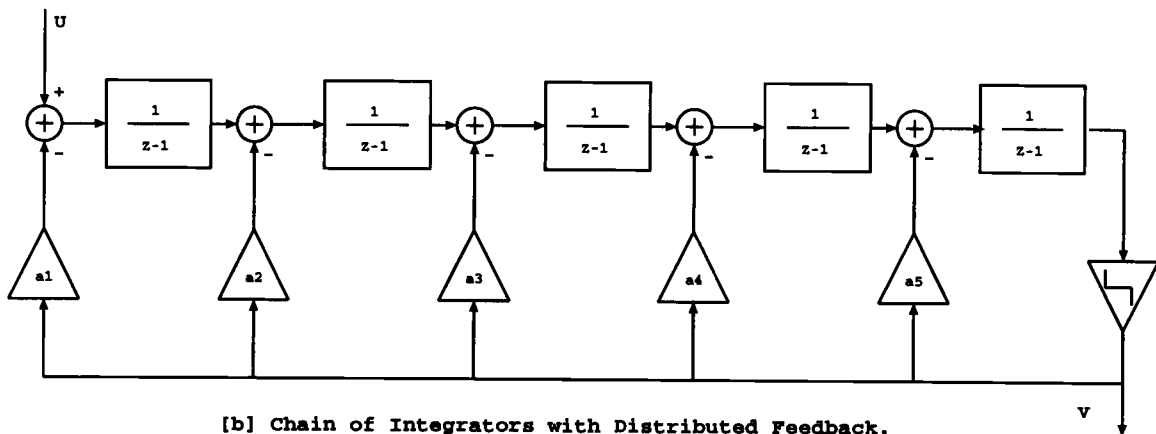 U
+
1
z-1
+
-
1
z-1
+
-
1
z-1
+
-
1
z-1
+
-
1
z-1
+
-
a1
a2
a3
a4
a5
V
[b] Chain of Integrators with Distributed Feedback.